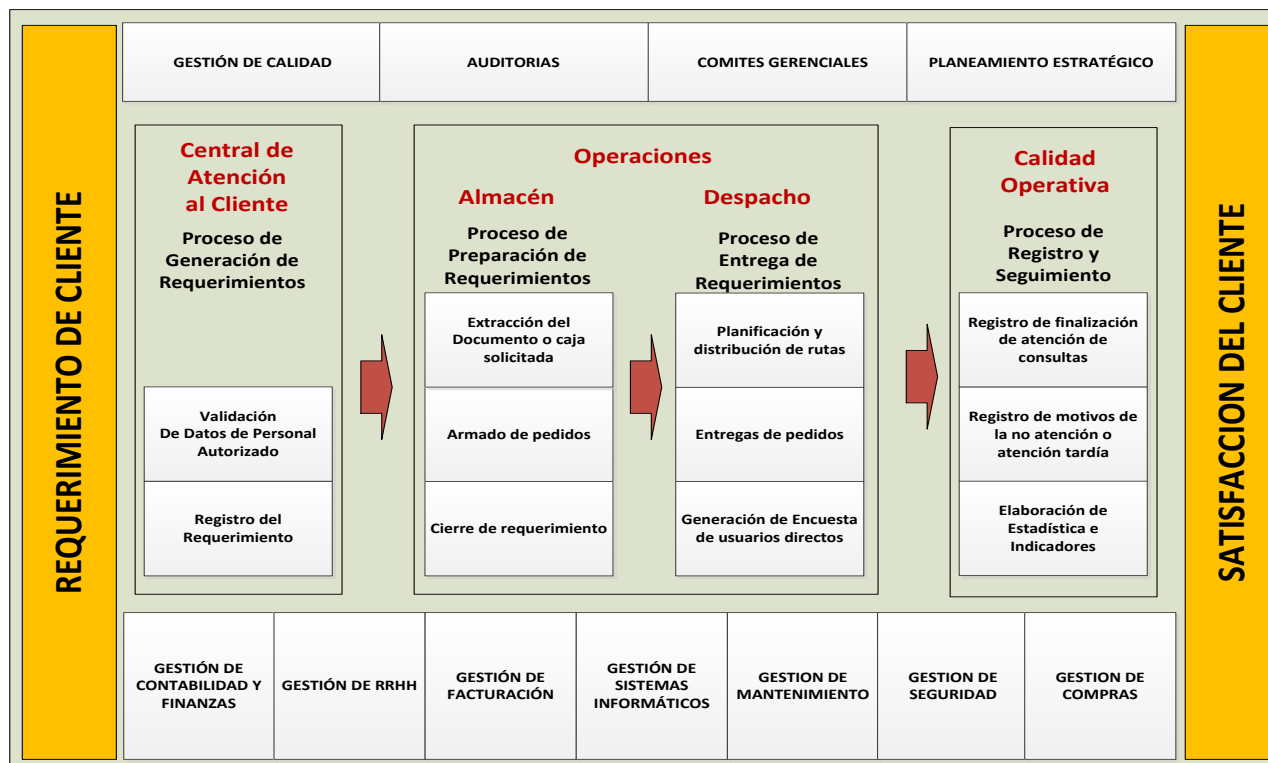 REQUERIMIENTO DE CLIENTE
GESTIÓN DE CALIDAD
AUDITORIAS
COMITES GERENCIALES
PLANEAMIENTO ESTRATÉGICO
Central de
Atención
al Cliente
Proceso de
Generación de
Requerimientos
Validación
De Datos de Personal
Autorizado
Registro del
Requerimiento
Operaciones
Almacén
Proceso de
Preparación de
Requerimientos
Extracción del
Documento o caja
solicitada
Armado de pedidos
Cierre de requerimiento
Despacho
Proceso de
Entrega de
Requerimientos
Planificación y
distribución de rutas
Entregas de pedidos
Generación de Encuesta
de usuarios directos
Calidad
Operativa
Proceso de
Registro y
Seguimiento
Registro de finalización
de atención de
consultas
Registro de motivos de
la no atención o
atención tardía
Elaboración de
Estadística e
Indicadores
GESTIÓN DE
CONTABILIDAD Y
FINANZAS
GESTIÓN DE RRHH
GESTIÓN DE
FACTURACIÓN
GESTIÓN DE
SISTEMAS
INFORMÁTICOS
GESTION DE
MANTENIMIENTO
GESTION DE
SEGURIDAD
GESTION DE
COMPRAS
SATISFACCION DEL CLIENTE